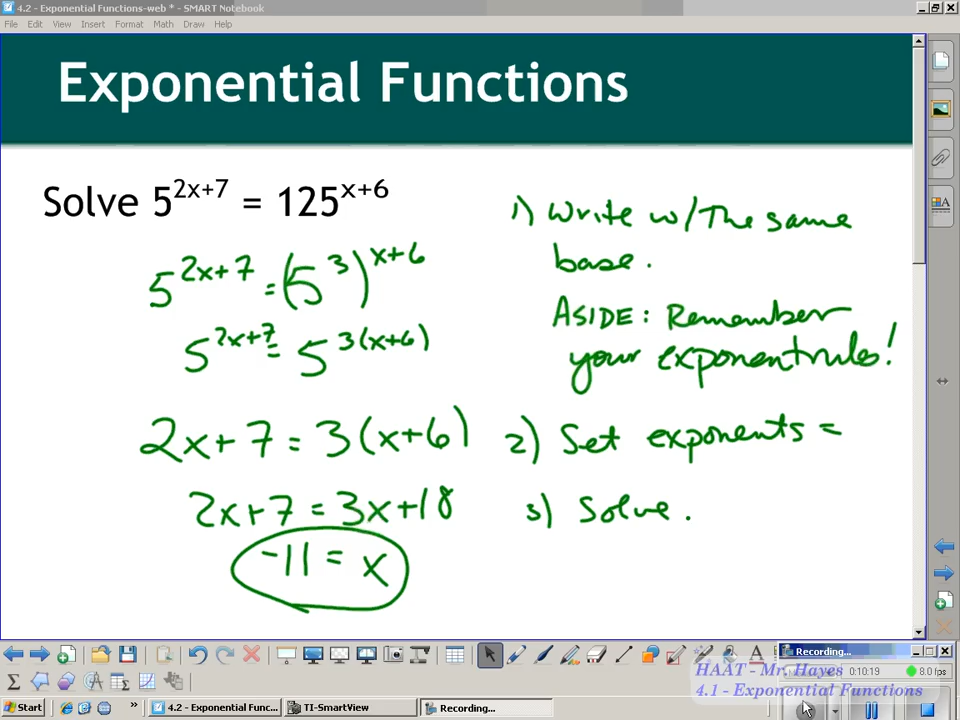 4.2 - Exponential Functions-web * - SMART Notebook
File Edit View Insert Format Math Draw Help
Exponential Functions
Solve 5^(2x+7) = 125^(x+6)
5^(2x+7) = (5^3)^(x+6)
5^(2x+7) = 5^(3(x+6))
2x+7 = 3(x+6)
2x+7 = 3x+18
-11 = x
1) Write w/The same
base.
ASIDE: Remember
your exponent rules!
2) Set exponents =
3) Solve.
Recording...
0:10:19 8.0 fps
HAAT - Mr. Hayes
4.1 - Exponential Functions
Start » 4.2 - Exponential Func... TI-SmartView Recording...